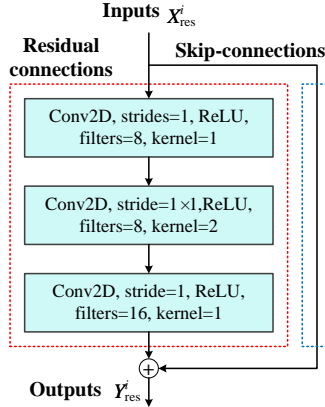 Inputs X^i_res
Residual
connections
Skip-connections
Conv2D, strides=1, ReLU,
filters=8, kernel=1
Conv2D, stride=1×1,ReLU,
filters=8, kernel=2
Conv2D, stride=1, ReLU,
filters=16, kernel=1
+
Outputs Y^i_res